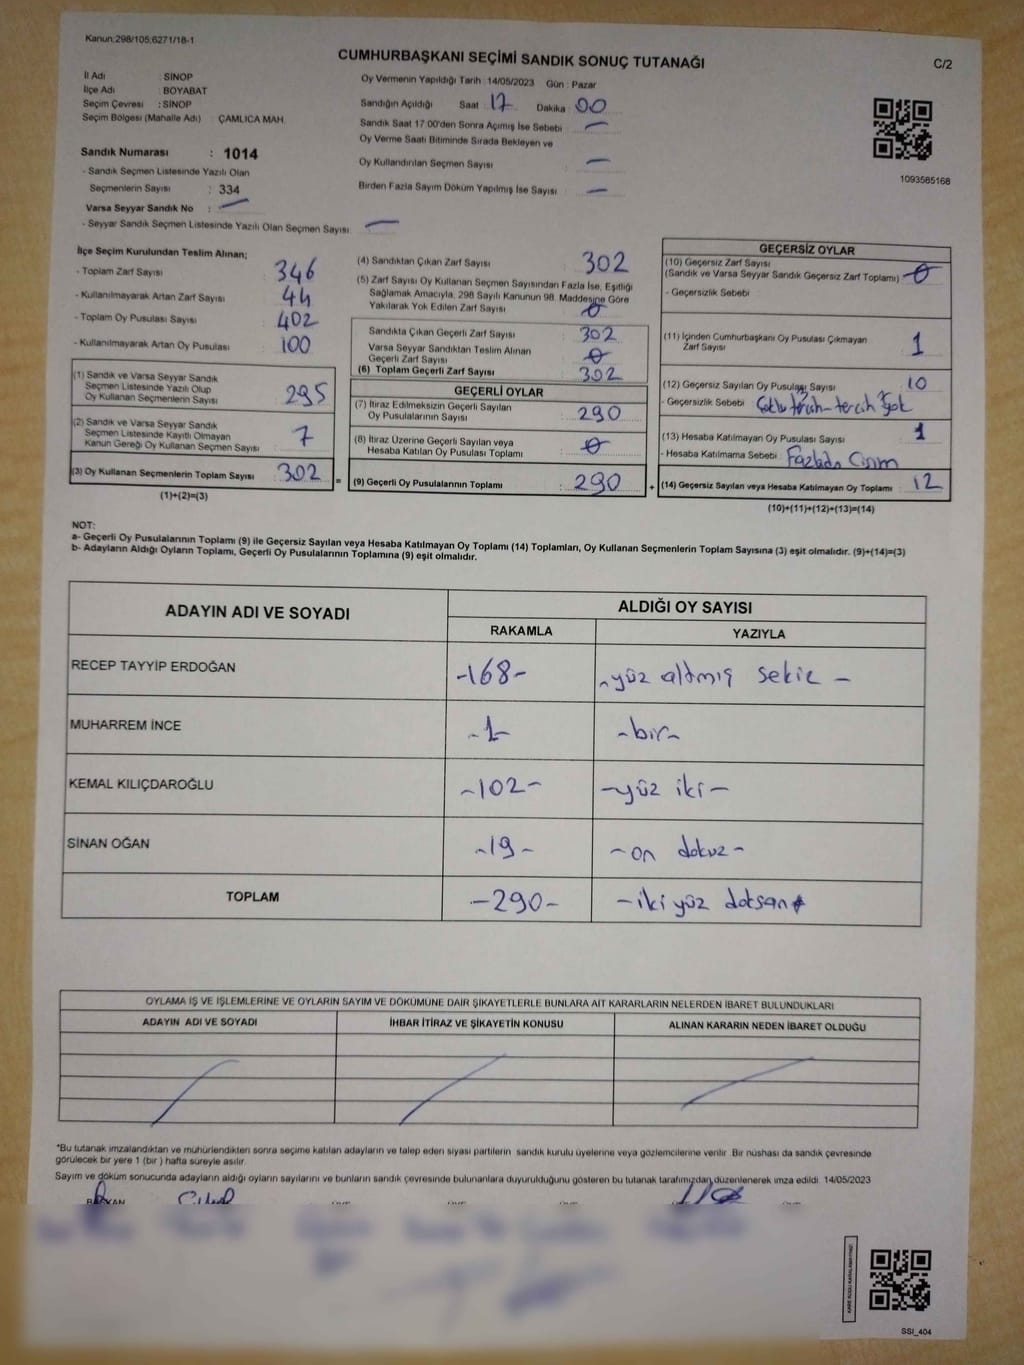 Kanun:298/105;6271/18-1
CUMHURBAŞKANI SEÇİMİ SANDIK SONUÇ TUTANAĞI
C/2
İl Adı : SİNOP
İlçe Adı : BOYABAT
Seçim Çevresi : SİNOP
Seçim Bölgesi (Mahalle Adı) ÇAMLICA MAH.
Oy Vermenin Yapıldığı Tarih :14/05/2023 Gün : Pazar
Sandığın Açıldığı Saat 17 Dakika 00
Sandık Saat 17.00'den Sonra Açımış İse Sebebi : —
Oy Verme Saati Bitiminde Sırada Bekleyen ve
Oy Kullandırılan Seçmen Sayısı : —
Birden Fazla Sayım Döküm Yapılmış İse Sayısı : —
1093585168
Sandık Numarası : 1014
- Sandık Seçmen Listesinde Yazılı Olan
Seçmenlerin Sayısı : 334
Varsa Seyyar Sandık No : —
- Seyyar Sandık Seçmen Listesinde Yazılı Olan Seçmen Sayısı: —
İlçe Seçim Kurulundan Teslim Alınan;
- Toplam Zarf Sayısı : 346
- Kullanılmayarak Artan Zarf Sayısı : 44
- Toplam Oy Pusulası Sayısı : 402
- Kullanılmayarak Artan Oy Pusulası : 100
(1) Sandık ve Varsa Seyyar Sandık
Seçmen Listesinde Yazılı Olup
Oy Kullanan Seçmenlerin Sayısı : 295
(2) Sandık ve Varsa Seyyar Sandık
Seçmen Listesinde Kayıtlı Olmayan
Kanun Gereği Oy Kullanan Seçmen Sayısı : 7
(3) Oy Kullanan Seçmenlerin Toplam Sayısı : 302
(1)+(2)=(3)
(4) Sandıktan Çıkan Zarf Sayısı : 302
(5) Zarf Sayısı Oy Kullanan Seçmen Sayısından Fazla İse, Eşitliği
Sağlamak Amacıyla, 298 Sayılı Kanunun 98. Maddesine Göre
Yakılarak Yok Edilen Zarf Sayısı : 0
Sandıkta Çıkan Geçerli Zarf Sayısı : 302
Varsa Seyyar Sandıktan Teslim Alınan
Geçerli Zarf Sayısı : 0
(6) Toplam Geçerli Zarf Sayısı : 302
GEÇERLİ OYLAR
(7) İtiraz Edilmeksizin Geçerli Sayılan
Oy Pusulalarının Sayısı : 290
(8) İtiraz Üzerine Geçerli Sayılan veya
Hesaba Katılan Oy Pusulası Toplamı : 0
= (9) Geçerli Oy Pusulalarının Toplamı : 290 +
GEÇERSİZ OYLAR
(10) Geçersiz Zarf Sayısı
(Sandık ve Varsa Seyyar Sandık Geçersiz Zarf Toplamı) : 0
- Geçersizlik Sebebi :
(11) İçinden Cumhurbaşkanı Oy Pusulası Çıkmayan
Zarf Sayısı : 1
(12) Geçersiz Sayılan Oy Pusulası Sayısı : 10
- Geçersizlik Sebebi : Çoklu tercih - tercih yok
(13) Hesaba Katılmayan Oy Pusulası Sayısı : 1
- Hesaba Katılmama Sebebi : Fazladan
(14) Geçersiz Sayılan veya Hesaba Katılmayan Oy Toplamı : 12
(10)+(11)+(12)+(13)=(14)
NOT:
a- Geçerli Oy Pusulalarının Toplamı (9) ile Geçersiz Sayılan veya Hesaba Katılmayan Oy Toplamı (14) Toplamları, Oy Kullanan Seçmenlerin Toplam Sayısına (3) eşit olmalıdır. (9)+(14)=(3)
b- Adayların Aldığı Oyların Toplamı, Geçerli Oy Pusulalarının Toplamına (9) eşit olmalıdır.
ADAYIN ADI VE SOYADI
ALDIĞI OY SAYISI
RAKAMLA
YAZIYLA
RECEP TAYYİP ERDOĞAN -168- -yüz altmış sekiz -
MUHARREM İNCE -1- -bir-
KEMAL KILIÇDAROĞLU -102- -yüz iki-
SİNAN OĞAN -19- -on dokuz-
TOPLAM -290- -iki yüz doksan
OYLAMA İŞ VE İŞLEMLERİNE VE OYLARIN SAYIM VE DÖKÜMÜNE DAİR ŞİKAYETLERLE BUNLARA AİT KARARLARIN NELERDEN İBARET BULUNDUKLARI
ADAYIN ADI VE SOYADI
İHBAR İTİRAZ VE ŞİKAYETİN KONUSU
ALINAN KARARIN NEDEN İBARET OLDUĞU
*Bu tutanak imzalandıktan ve mühürlendikten sonra seçime katılan adayların ve talep eden siyasi partilerin sandık kurulu üyelerine veya gözlemcilerine verilir. Bir nüshası da sandık çevresinde
görülecek bir yere 1 (bir) hafta süreyle asılır.
Sayım ve döküm sonucunda adayların aldığı oyların sayılarını ve bunların sandık çevresinde bulunanlara duyurulduğunu gösteren bu tutanak tarafımızdan düzenlenerek imza edildi. 14/05/2023
BAŞKAN
KARE KODU KARALAMAYINIZ!
SSI_404